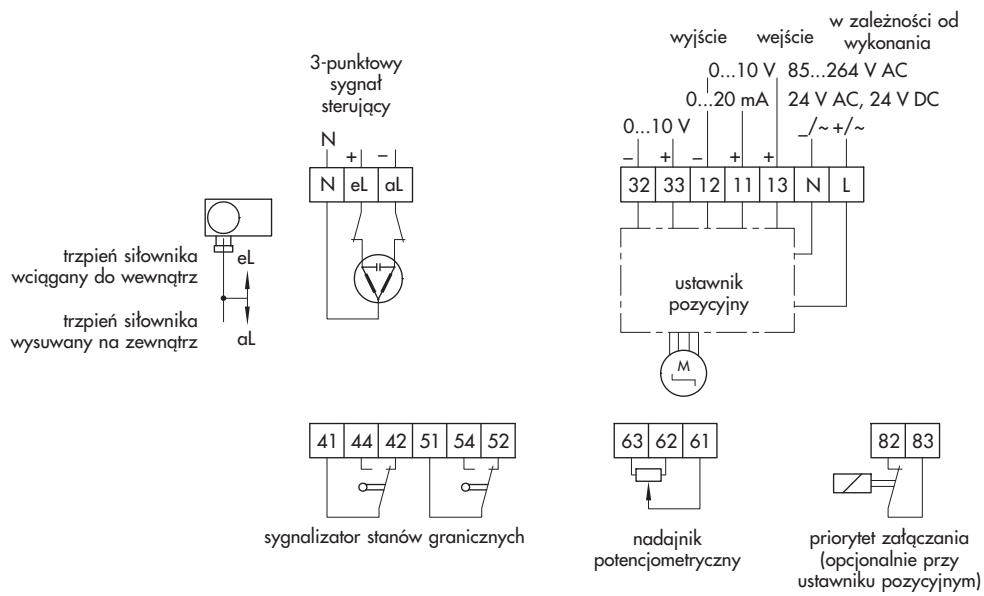 3-punktowy
sygnał
sterujący
N
+ –
N eL aL
trzpień siłownika
wciągany do wewnątrz
eL
trzpień siłownika
wysuwany na zewnątrz
aL
wyjście wejście w zależności od
wykonania
0...10 V 85...264 V AC
0...20 mA 24 V AC, 24 V DC
0...10 V _/~ +/~
– + – + +
32 33 12 11 13 N L
ustawnik
pozycyjny
M
41 44 42 51 54 52
sygnalizator stanów granicznych
63 62 61
nadajnik
potencjometryczny
82 83
priorytet załączania
(opcjonalnie przy
ustawniku pozycyjnym)